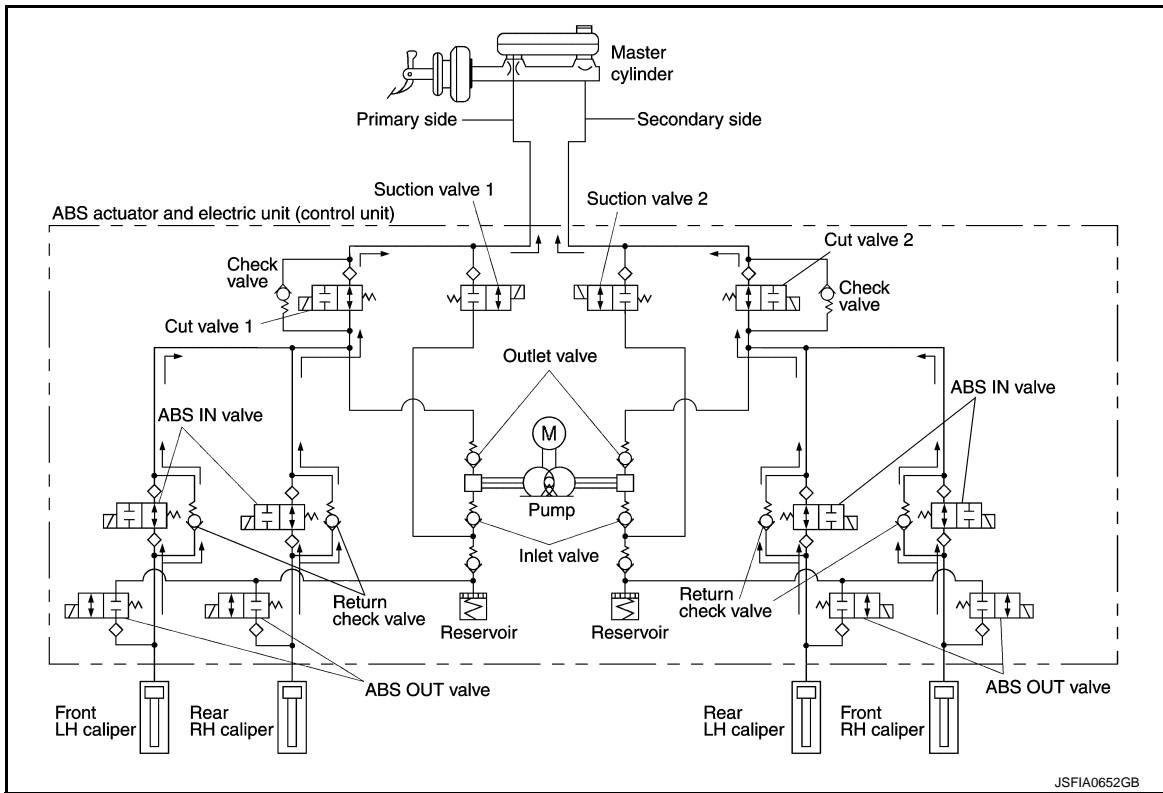 Master
cylinder
Primary side
Secondary side
Suction valve 1
Suction valve 2
ABS actuator and electric unit (control unit)
Cut valve 2
Check
valve
Check
valve
Cut valve 1
Outlet valve
ABS IN valve
ABS IN valve
M
Pump
Inlet valve
Return
check valve
Return
check valve
Reservoir
Reservoir
ABS OUT valve
ABS OUT valve
Front
LH caliper
Rear
RH caliper
Rear
LH caliper
Front
RH caliper
JSFIA0652GB